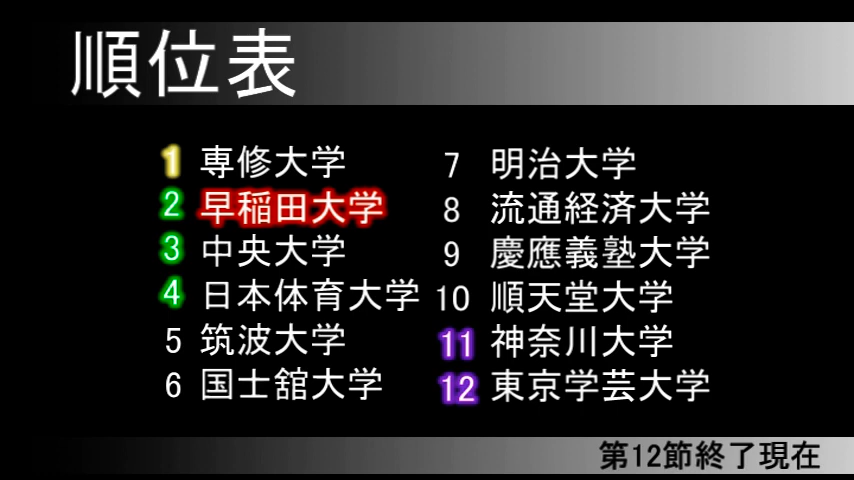 順位表
1 専修大学
2 早稲田大学
3 中央大学
4 日本体育大学
5 筑波大学
6 国士舘大学
7 明治大学
8 流通経済大学
9 慶應義塾大学
10 順天堂大学
11 神奈川大学
12 東京学芸大学
第12節終了現在